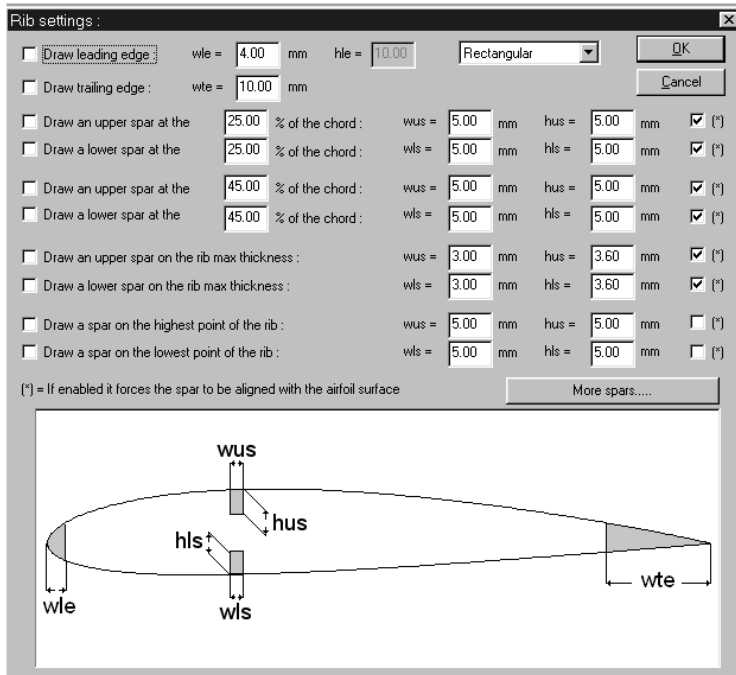 Rib settings :
Draw leading edge : wle = 4.00 mm hle = 10.00 Rectangular OK
Draw trailing edge : wte = 10.00 mm Cancel
Draw an upper spar at the 25.00 % of the chord : wus = 5.00 mm hus = 5.00 mm (*)
Draw a lower spar at the 25.00 % of the chord : wls = 5.00 mm hls = 5.00 mm (*)
Draw an upper spar at the 45.00 % of the chord : wus = 5.00 mm hus = 5.00 mm (*)
Draw a lower spar at the 45.00 % of the chord : wls = 5.00 mm hls = 5.00 mm (*)
Draw an upper spar on the rib max thickness : wus = 3.00 mm hus = 3.60 mm (*)
Draw a lower spar on the rib max thickness : wls = 3.00 mm hls = 3.60 mm (*)
Draw a spar on the highest point of the rib : wus = 5.00 mm hus = 5.00 mm (*)
Draw a spar on the lowest point of the rib : wls = 5.00 mm hls = 5.00 mm (*)
(*) = If enabled it forces the spar to be aligned with the airfoil surface More spars.....
wus
hus
hls
wle
wls
wte